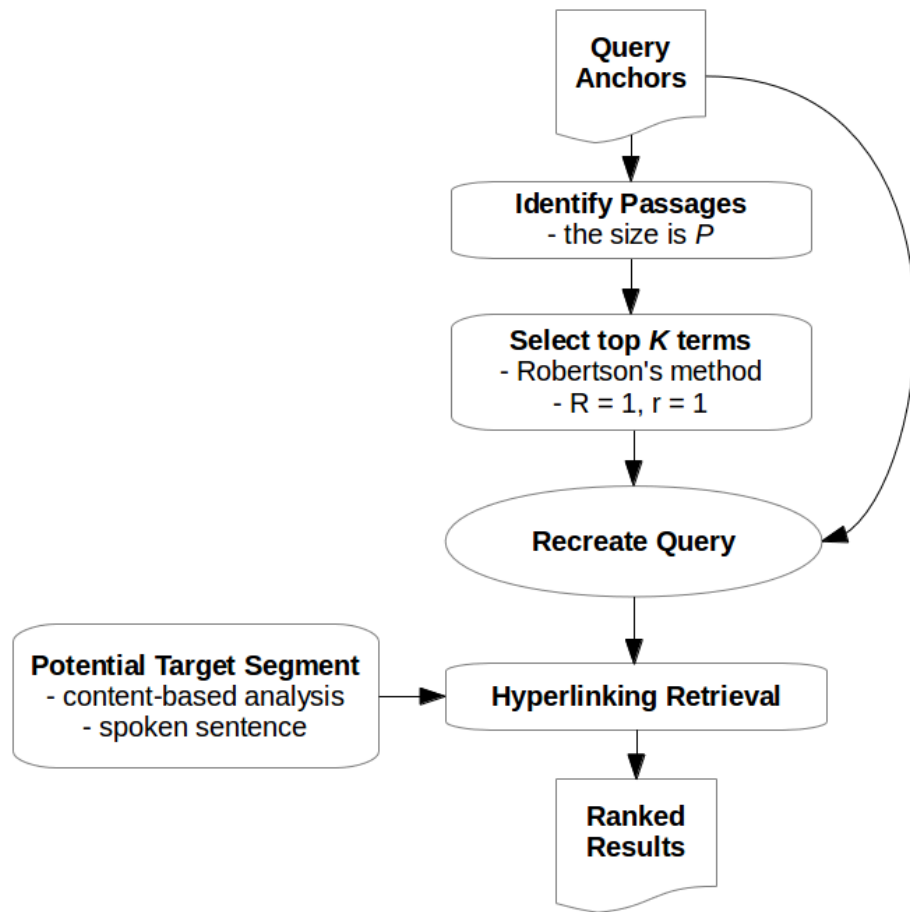 Query
Anchors
Identify Passages
- the size is P
Select top K terms
- Robertson's method
- R = 1, r = 1
Recreate Query
Potential Target Segment
- content-based analysis
- spoken sentence
Hyperlinking Retrieval
Ranked
Results